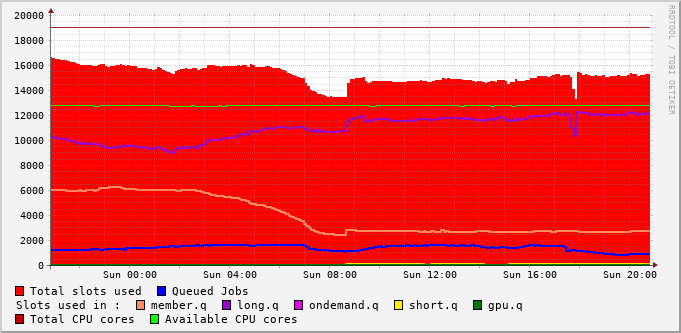 20000
18000
16000
14000
12000
10000
8000
6000
4000
2000
0
Sun 00:00 Sun 04:00 Sun 08:00 Sun 12:00 Sun 16:00 Sun 20:00
Total slots used Queued Jobs
Slots used in : member.q long.q ondemand.q short.q gpu.q
Total CPU cores Available CPU cores
RRDTOOL / TOBI OETIKER